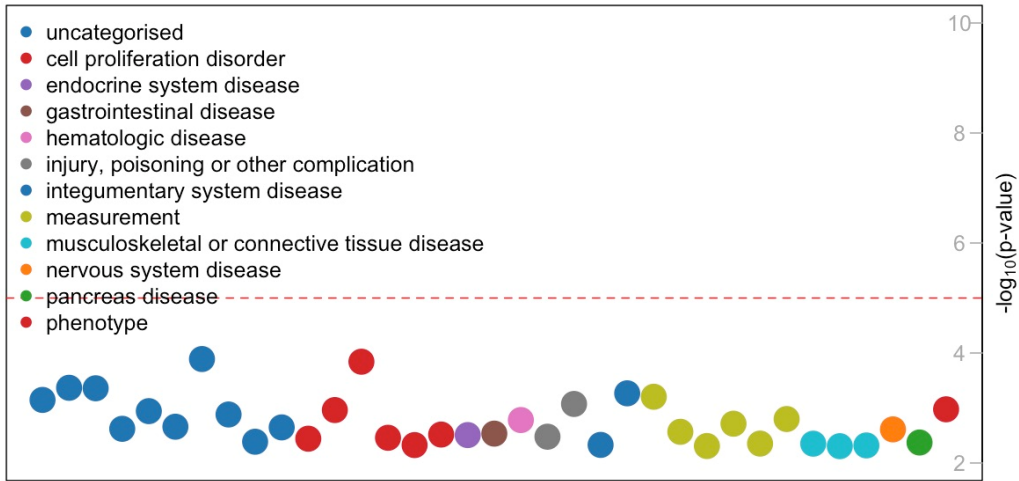 uncategorised
cell proliferation disorder
endocrine system disease
gastrointestinal disease
hematologic disease
injury, poisoning or other complication
integumentary system disease
measurement
musculoskeletal or connective tissue disease
nervous system disease
pancreas disease
phenotype
10
8
6
4
2
-log₁₀(p-value)